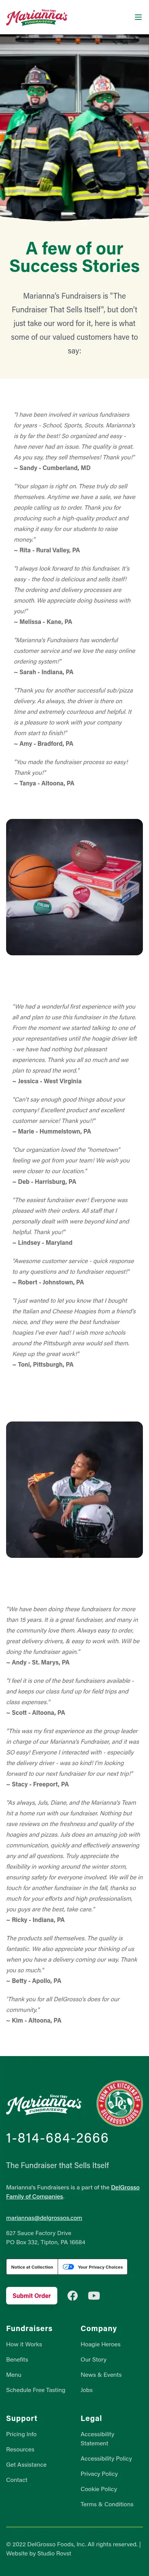 SINCE 1987
Marianna's
FUNDRAISERS
A few of our
Success Stories
Marianna's Fundraisers is "The
Fundraiser That Sells Itself", but don't
just take our word for it, here is what
some of our valued customers have to
say:
"I have been involved in various fundraisers
for years - School, Sports, Scouts. Marianna's
is by far the best! So organized and easy -
have never had an issue. The quality is great.
As you say, they sell themselves! Thank you!"
~ Sandy - Cumberland, MD
"Your slogan is right on. These truly do sell
themselves. Anytime we have a sale, we have
people calling us to order. Thank you for
producing such a high-quality product and
making it easy for students to raise
money."
~ Rita - Rural Valley, PA
"I always look forward to this fundraiser. It's
easy - the food is delicious and sells itself!
The ordering and delivery processes are
smooth. We appreciate doing business with
you!"
~ Melissa - Kane, PA
"Marianna's Fundraisers has wonderful
customer service and we love the easy online
ordering system!"
~ Sarah - Indiana, PA
"Thank you for another successful sub/pizza
delivery. As always, the driver is there on
time and extremely courteous and helpful. It
is a pleasure to work with your company
from start to finish!"
~ Amy - Bradford, PA
"You made the fundraiser process so easy!
Thank you!"
~ Tanya - Altoona, PA
"We had a wonderful first experience with you
all and plan to use this fundraiser in the future.
From the moment we started talking to one of
your representatives until the hoagie driver left
- we have had nothing but pleasant
experiences. Thank you all so much and we
plan to spread the word."
~ Jessica - West Virginia
"Can't say enough good things about your
company! Excellent product and excellent
customer service! Thank you!!"
~ Marie - Hummelstown, PA
"Our organization loved the "hometown"
feeling we got from your team! We wish you
were closer to our location."
~ Deb - Harrisburg, PA
"The easiest fundraiser ever! Everyone was
pleased with their orders. All staff that I
personally dealt with were beyond kind and
helpful. Thank you!"
~ Lindsey - Maryland
"Awesome customer service - quick response
to any questions and to fundraiser request!"
~ Robert - Johnstown, PA
"I just wanted to let you know that I bought
the Italian and Cheese Hoagies from a friend's
niece, and they were the best fundraiser
hoagies I've ever had! I wish more schools
around the Pittsburgh area would sell them.
Keep up the great work!"
~ Toni, Pittsburgh, PA
"We have been doing these fundraisers for more
than 15 years. It is a great fundraiser, and many in
the community love them. Always easy to order,
great delivery drivers, & easy to work with. Will be
doing the fundraiser again."
~ Andy - St. Marys, PA
"I feel it is one of the best fundraisers available -
and keeps our class fund up for field trips and
class expenses."
~ Scott - Altoona, PA
"This was my first experience as the group leader
in charge of our Marianna's Fundraiser, and it was
SO easy! Everyone I interacted with - especially
our delivery driver - was so kind! I'm looking
forward to our next fundraiser for our next trip!"
~ Stacy - Freeport, PA
"As always, Juls, Diane, and the Marianna's Team
hit a home run with our fundraiser. Nothing but
rave reviews on the freshness and quality of the
hoagies and pizzas. Juls does an amazing job with
communication, quickly and effectively answering
any and all questions. They truly appreciate the
flexibility of working around the winter storm,
ensuring safety for everyone involved. We will be in
touch for another fundraiser in the fall, thanks so
much for your efforts and high professionalism,
you guys are the best, take care."
~ Ricky - Indiana, PA
The products sell themselves. The quality is
fantastic. We also appreciate your thinking of us
when you have a delivery coming our way. Thank
you so much."
~ Betty - Apollo, PA
'Thank you for all DelGrosso's does for our
community."
~ Kim - Altoona, PA
SINCE 1987
Marianna's
FUNDRAISERS
FROM THE KITCHEN OF
DELGROSSO FOODS
1-814-684-2666
The Fundraiser that Sells Itself
Marianna's Fundraisers is a part of the DelGrosso
Family of Companies.
mariannas@delgrossos.com
627 Sauce Factory Drive
PO Box 332, Tipton, PA 16684
Notice at Collection
Your Privacy Choices
Submit Order
Fundraisers
How it Works
Benefits
Menu
Schedule Free Tasting
Company
Hoagie Heroes
Our Story
News & Events
Jobs
Support
Pricing Info
Resources
Get Assistance
Contact
Legal
Accessibility
Statement
Accessibility Policy
Privacy Policy
Cookie Policy
Terms & Conditions
© 2022 DelGrosso Foods, Inc. All rights reserved. |
Website by Studio Rovst